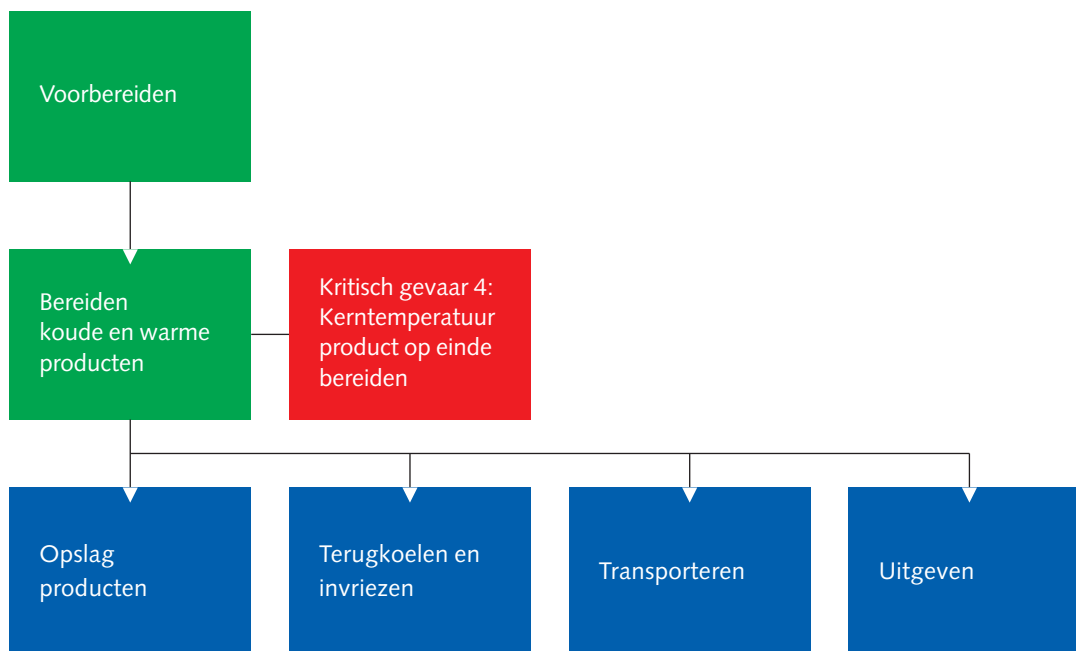 Voorbereiden
Bereiden
koude en warme
producten
Kritisch gevaar 4:
Kerntemperatuur
product op einde
bereiden
Opslag
producten
Terugkoelen en
invriezen
Transporteren
Uitgeven